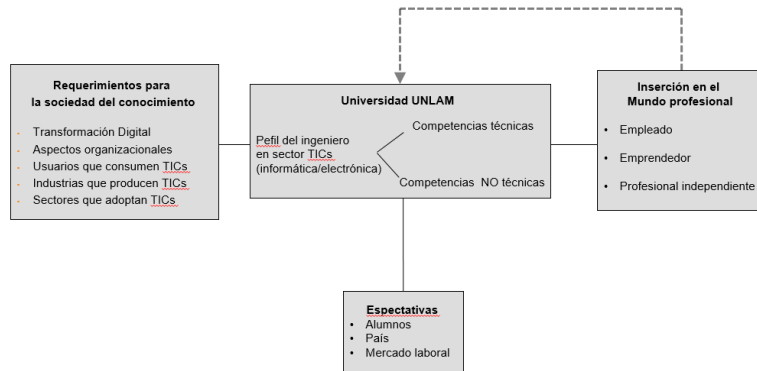 Requerimientos para
la sociedad del conocimiento
Transformación Digital
Aspectos organizacionales
Usuarios que consumen TICs
Industrias que producen TICs
Sectores que adoptan TICs
Universidad UNLAM
Pefil del ingeniero
en sector TICs
(informática/electrónica)
Competencias técnicas
Competencias NO técnicas
Inserción en el
Mundo profesional
• Empleado
• Emprendedor
• Profesional independiente
Espectativas
• Alumnos
• País
• Mercado laboral